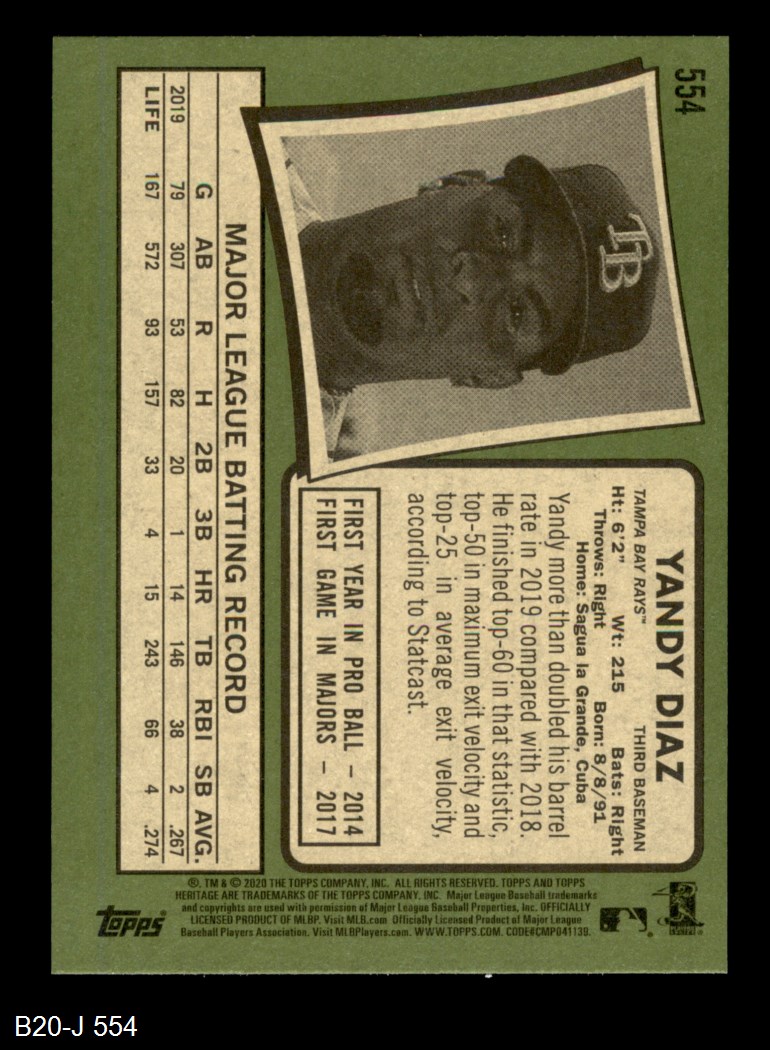 554
TB
YANDY DIAZ
TAMPA BAY RAYS™ THIRD BASEMAN
Ht: 6'2" Wt: 215 Bats: Right
Throws: Right Born: 8/8/91
Home: Sagua la Grande, Cuba
Yandy more than doubled his barrel
rate in 2019 compared with 2018.
He finished top-60 in that statistic,
top-50 in maximum exit velocity and
top-25 in average exit velocity,
according to Statcast.
FIRST YEAR IN PRO BALL – 2014
FIRST GAME IN MAJORS – 2017
MAJOR LEAGUE BATTING RECORD
G AB R H 2B 3B HR TB RBI SB AVG.
2019 79 307 53 82 20 1 14 146 38 2 .267
LIFE 167 572 93 157 33 4 15 243 66 4 .274
®, TM & © 2020 THE TOPPS COMPANY, INC. ALL RIGHTS RESERVED. TOPPS AND TOPPS
HERITAGE ARE TRADEMARKS OF THE TOPPS COMPANY, INC. Major League Baseball trademarks
and copyrights are used with permission of Major League Baseball Properties, Inc. OFFICIALLY
LICENSED PRODUCT OF MLBP. Visit MLB.com Officially Licensed Product of Major League
Baseball Players Association. Visit MLBPlayers.com. WWW.TOPPS.COM. CODE#CMP041139.
topps®
B20-J 554